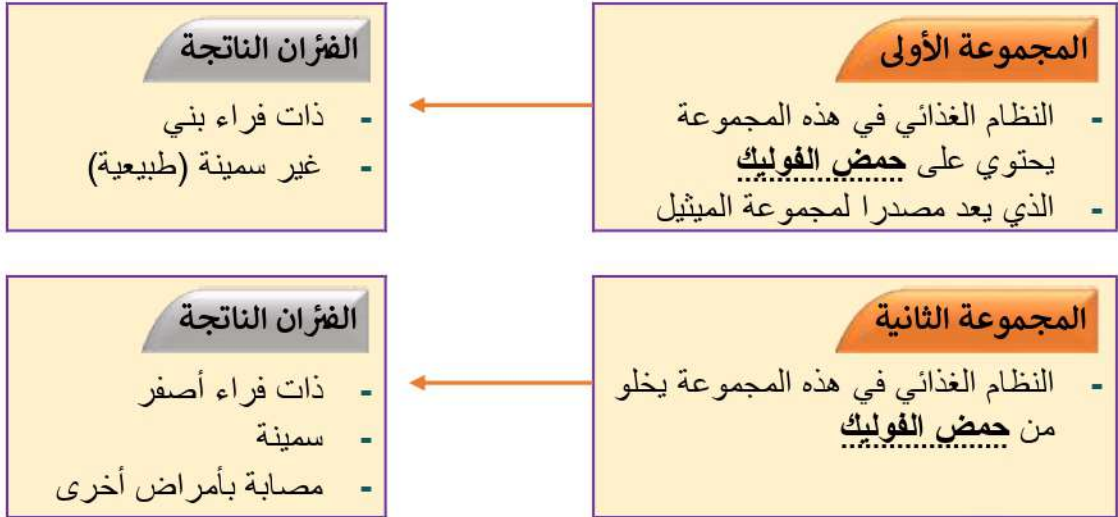 المجموعة الأولى
- النظام الغذائي في هذه المجموعة
يحتوي على حمض الفوليك
- الذي يعد مصدرا لمجموعة الميثيل
الفئران الناتجة
- ذات فراء بني
- غير سمينة (طبيعية)
المجموعة الثانية
- النظام الغذائي في هذه المجموعة يخلو
من حمض الفوليك
الفئران الناتجة
- ذات فراء أصفر
- سمينة
- مصابة بأمراض أخرى